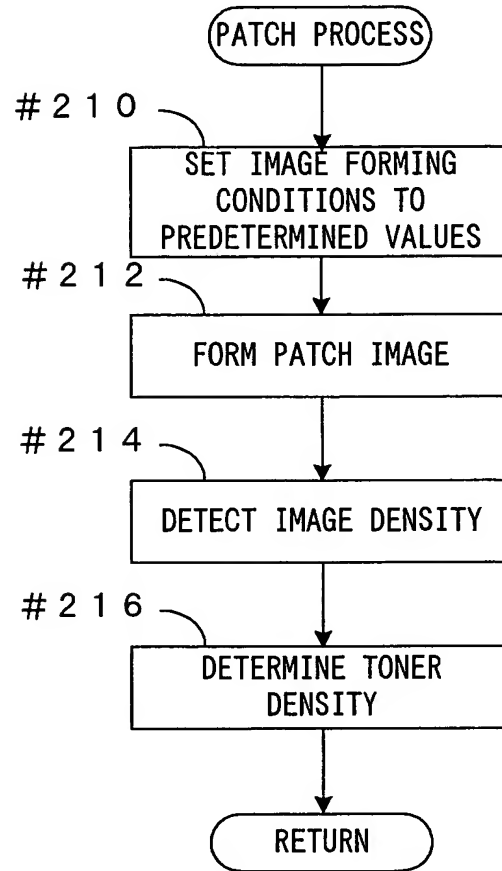 PATCH PROCESS
#210
SET IMAGE FORMING
CONDITIONS TO
PREDETERMINED VALUES
#212
FORM PATCH IMAGE
#214
DETECT IMAGE DENSITY
#216
DETERMINE TONER
DENSITY
RETURN